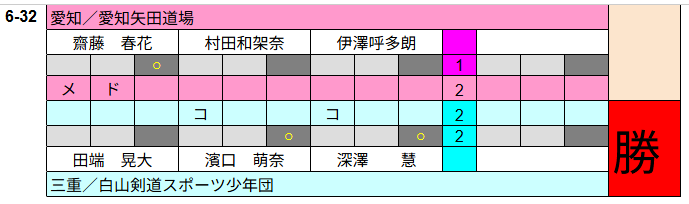 6-32 愛知／愛知矢田道場
齋藤　春花 村田和架奈 伊澤呼多朗
○ 1
メ ド 2
コ コ 2
○ ○ 2
勝
田端　晃大 濱口　萌奈 深澤　慧
三重／白山剣道スポーツ少年団